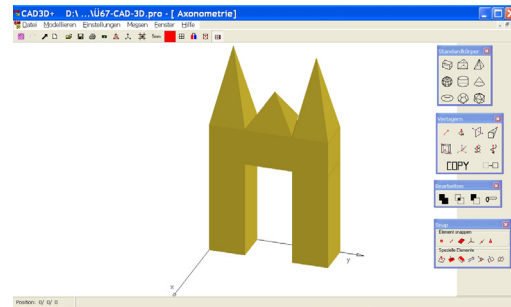 CAD3D+ D:\ ...\Ü67-CAD-3D.pro - [ Axonometrie]
Datei Modellieren Einstellungen Messen Fenster Hilfe
5mm
Standardkörper
Verlagern
COPY
Bearbeiten
Snap
Element snappen
Spezielle Elemente
y
x
Position: 0/ 0/ 0